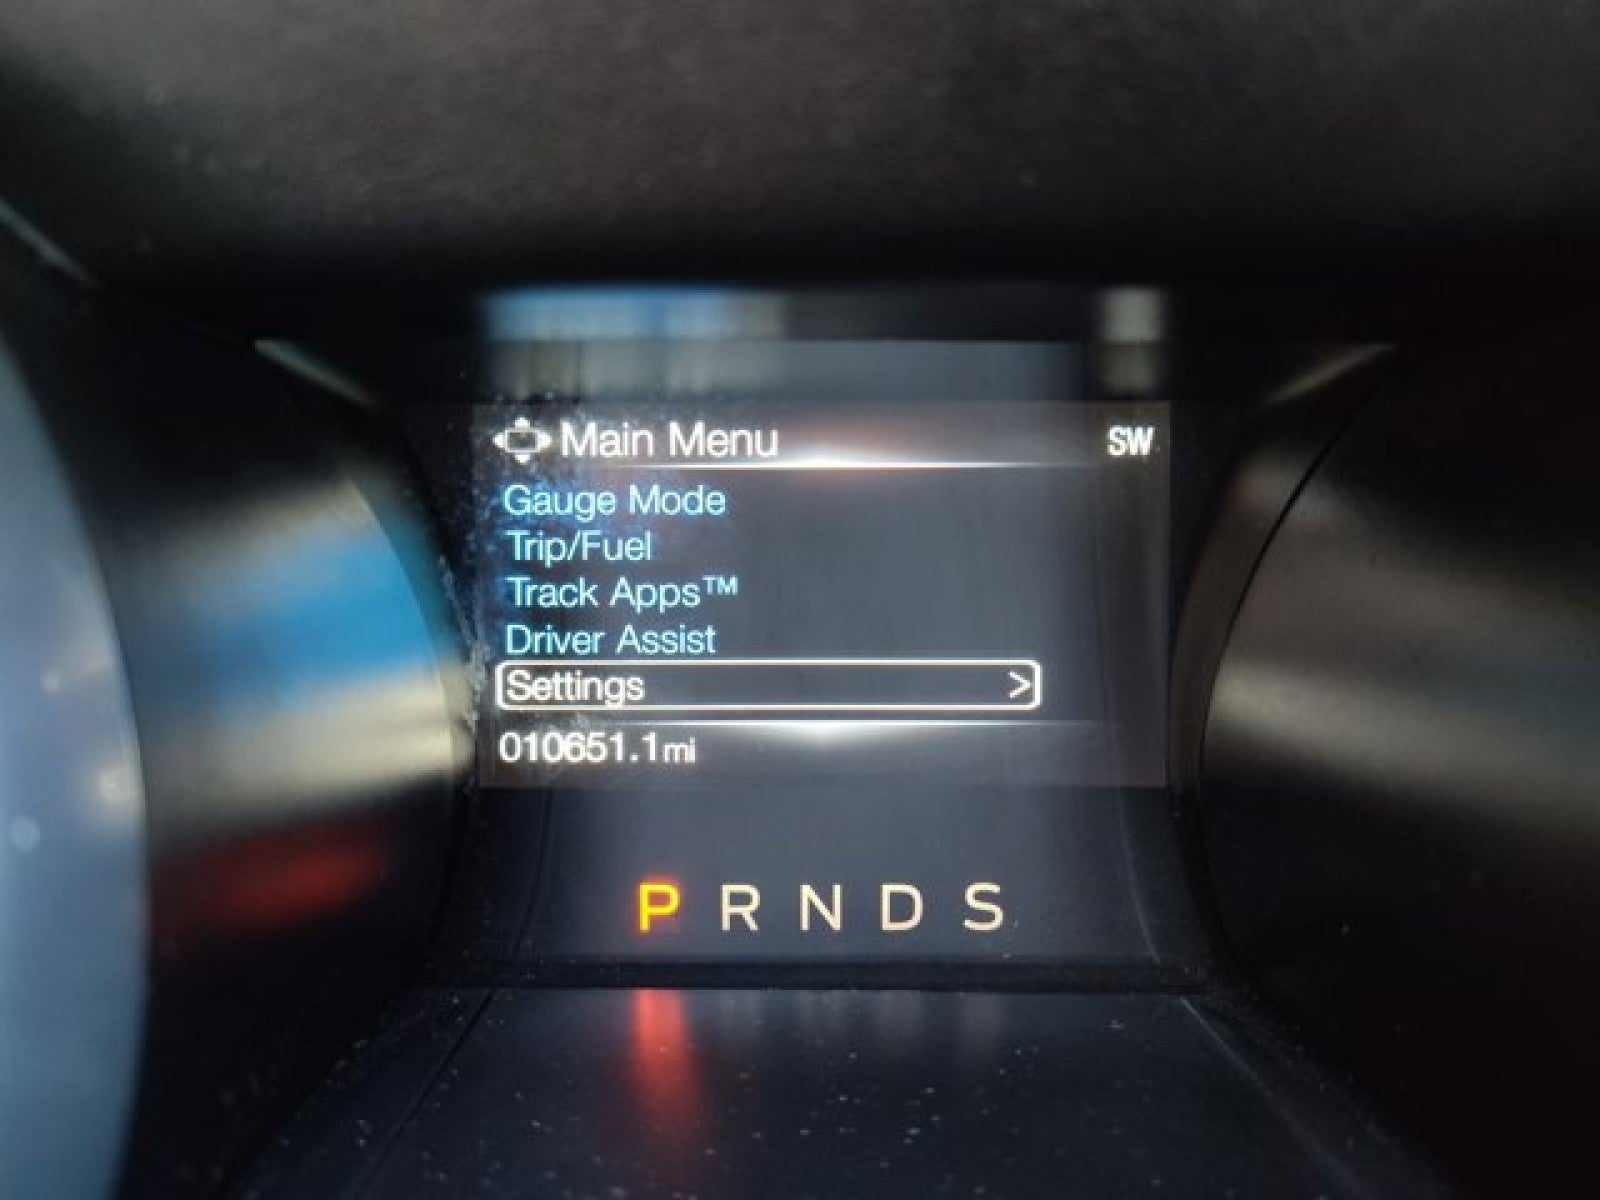 Main Menu SW
Gauge Mode
Trip/Fuel
Track Apps™
Driver Assist
Settings >
010651.1mi
P R N D S